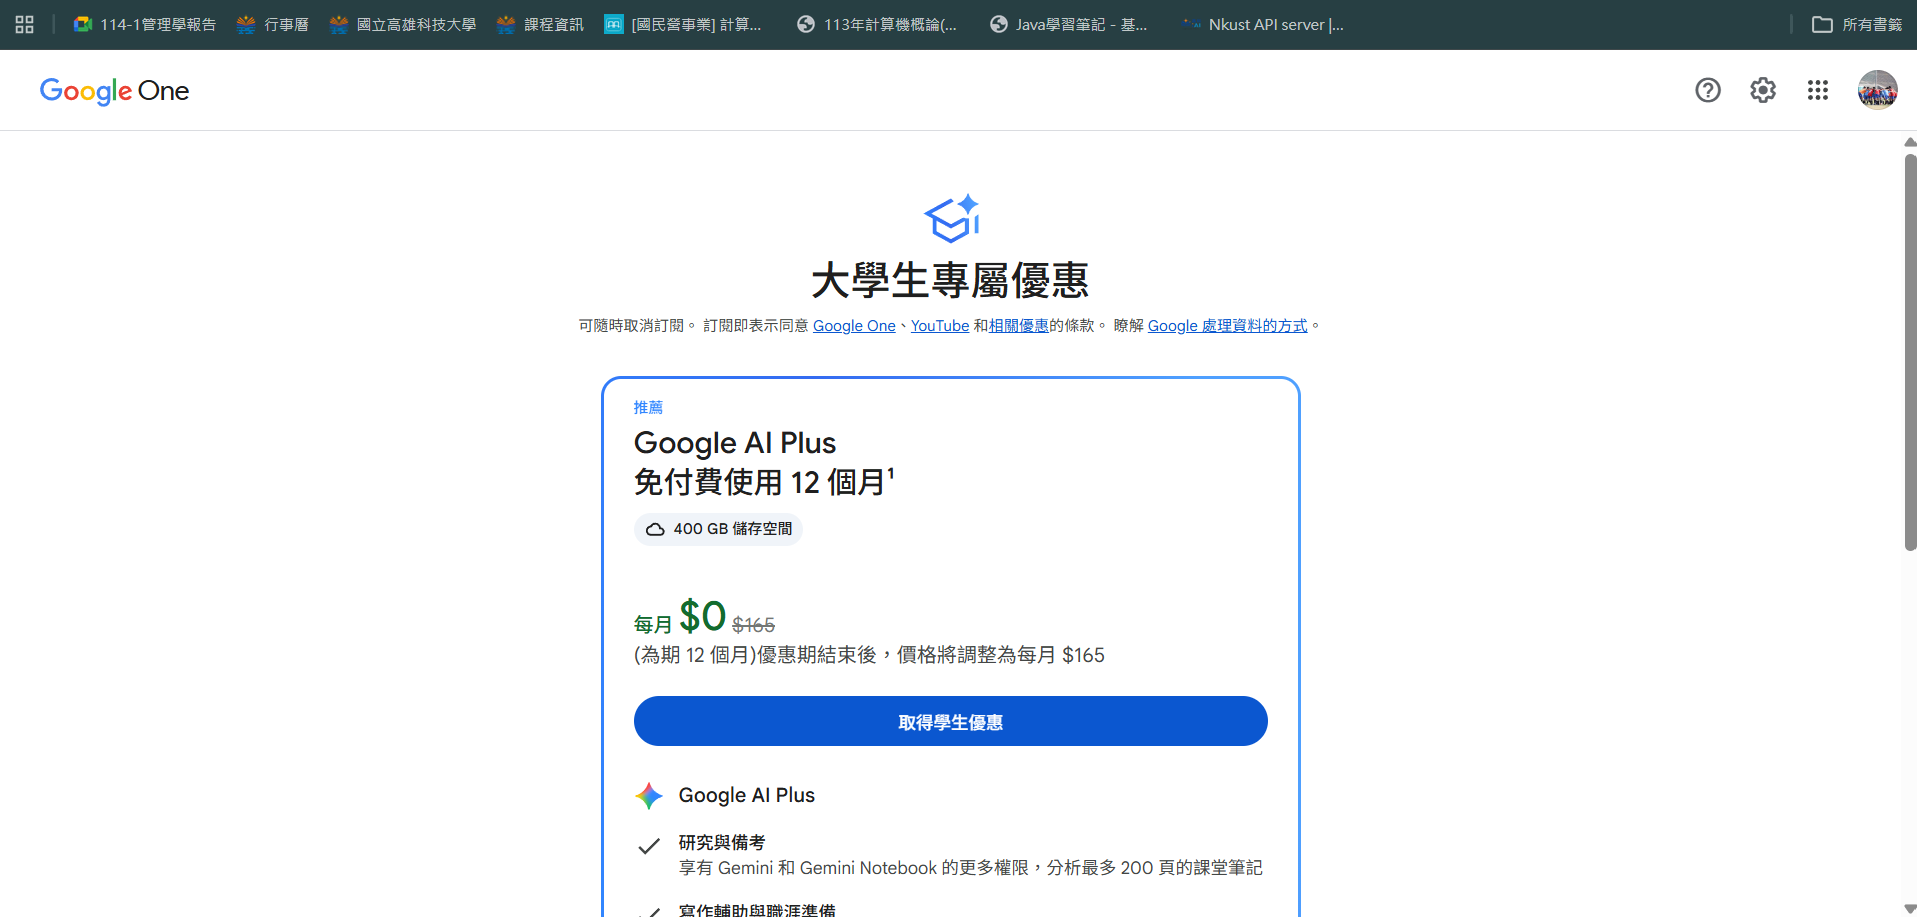 114-1管理學報告 行事曆 國立高雄科技大學 課程資訊 [國民營事業] 計算... 113年計算機概論(... Java學習筆記 - 基... Nkust API server |... 所有書籤
Google One
大學生專屬優惠
可隨時取消訂閱。 訂閱即表示同意 Google One、YouTube 和相關優惠的條款。 瞭解 Google 處理資料的方式。
推薦
Google AI Plus
免付費使用 12 個月¹
400 GB 儲存空間
每月 $0 $165
(為期 12 個月)優惠期結束後，價格將調整為每月 $165
取得學生優惠
Google AI Plus
研究與備考
享有 Gemini 和 Gemini Notebook 的更多權限，分析最多 200 頁的課堂筆記
寫作輔助與職涯準備